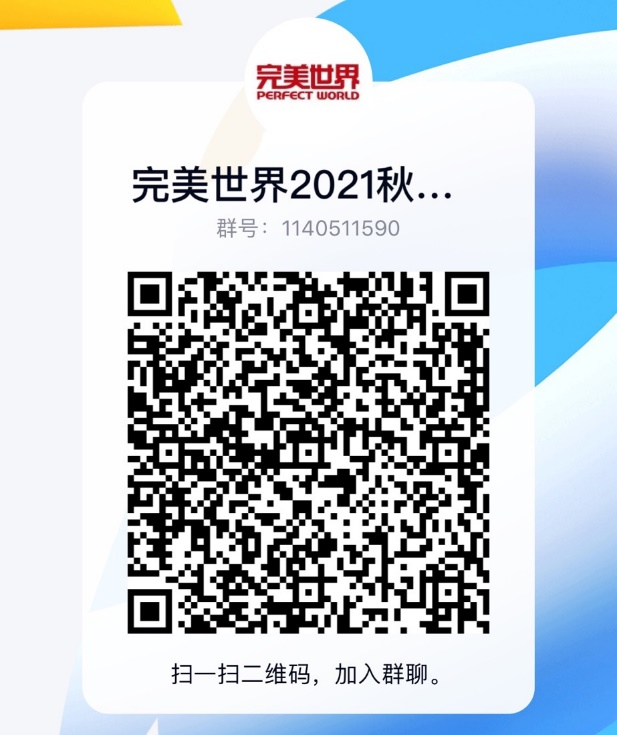 完美世界
PERFECT WORLD
完美世界2021秋...
群号：1140511590
扫一扫二维码，加入群聊。